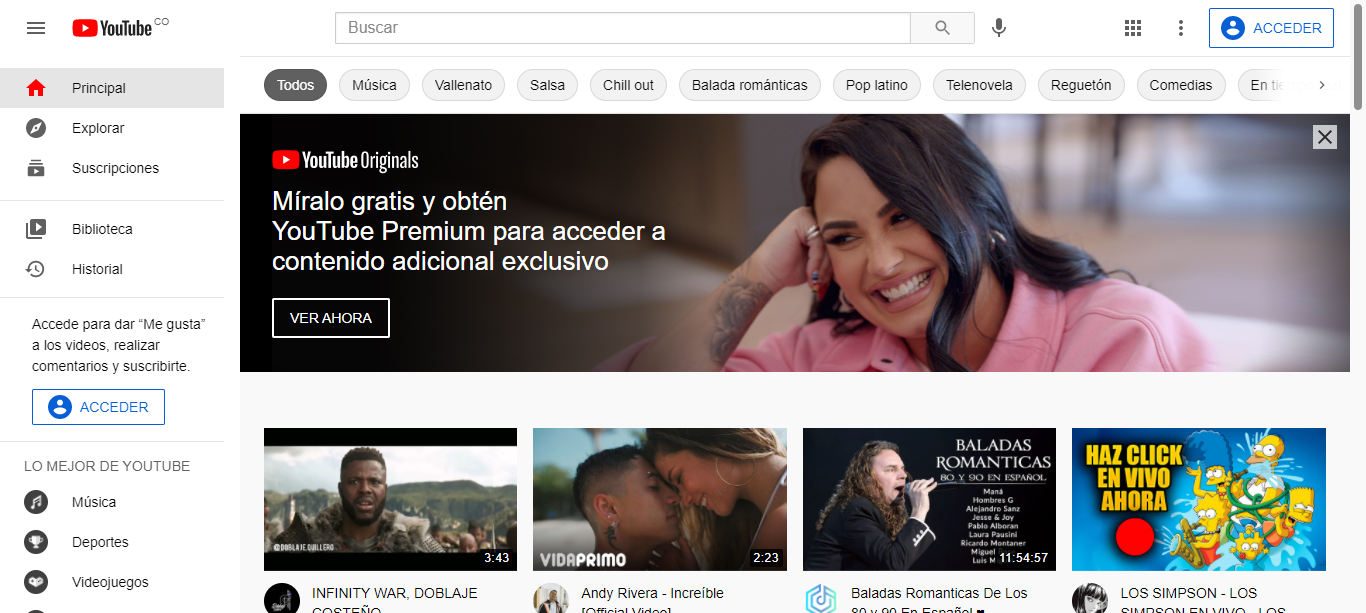 YouTube CO
Buscar
ACCEDER
Principal
Explorar
Suscripciones
Biblioteca
Historial
Accede para dar “Me gusta”
a los videos, realizar
comentarios y suscribirte.
ACCEDER
LO MEJOR DE YOUTUBE
Música
Deportes
Videojuegos
Todos
Música
Vallenato
Salsa
Chill out
Balada románticas
Pop latino
Telenovela
Reguetón
Comedias
En
YouTube Originals
Míralo gratis y obtén
YouTube Premium para acceder a
contenido adicional exclusivo
VER AHORA
@DOBLAJE.QUILLERO
3:43
INFINITY WAR, DOBLAJE
COSTEÑO
VIDAPRIMO
2:23
Andy Rivera - Increíble
[Official Video]
BALADAS
ROMANTICAS
80 Y 90 EN ESPAÑOL
Maná
Hombres G
Alejandro Sanz
Jesse & Joy
Pablo Alboran
Laura Pausini
Ricardo Montaner
Miguel
Luis M
11:54:57
Baladas Romanticas De Los
80 y 90 En Español ♥
HAZ CLICK
EN VIVO
AHORA
LOS SIMPSON - LOS
SIMPSON EN VIVO - LOS